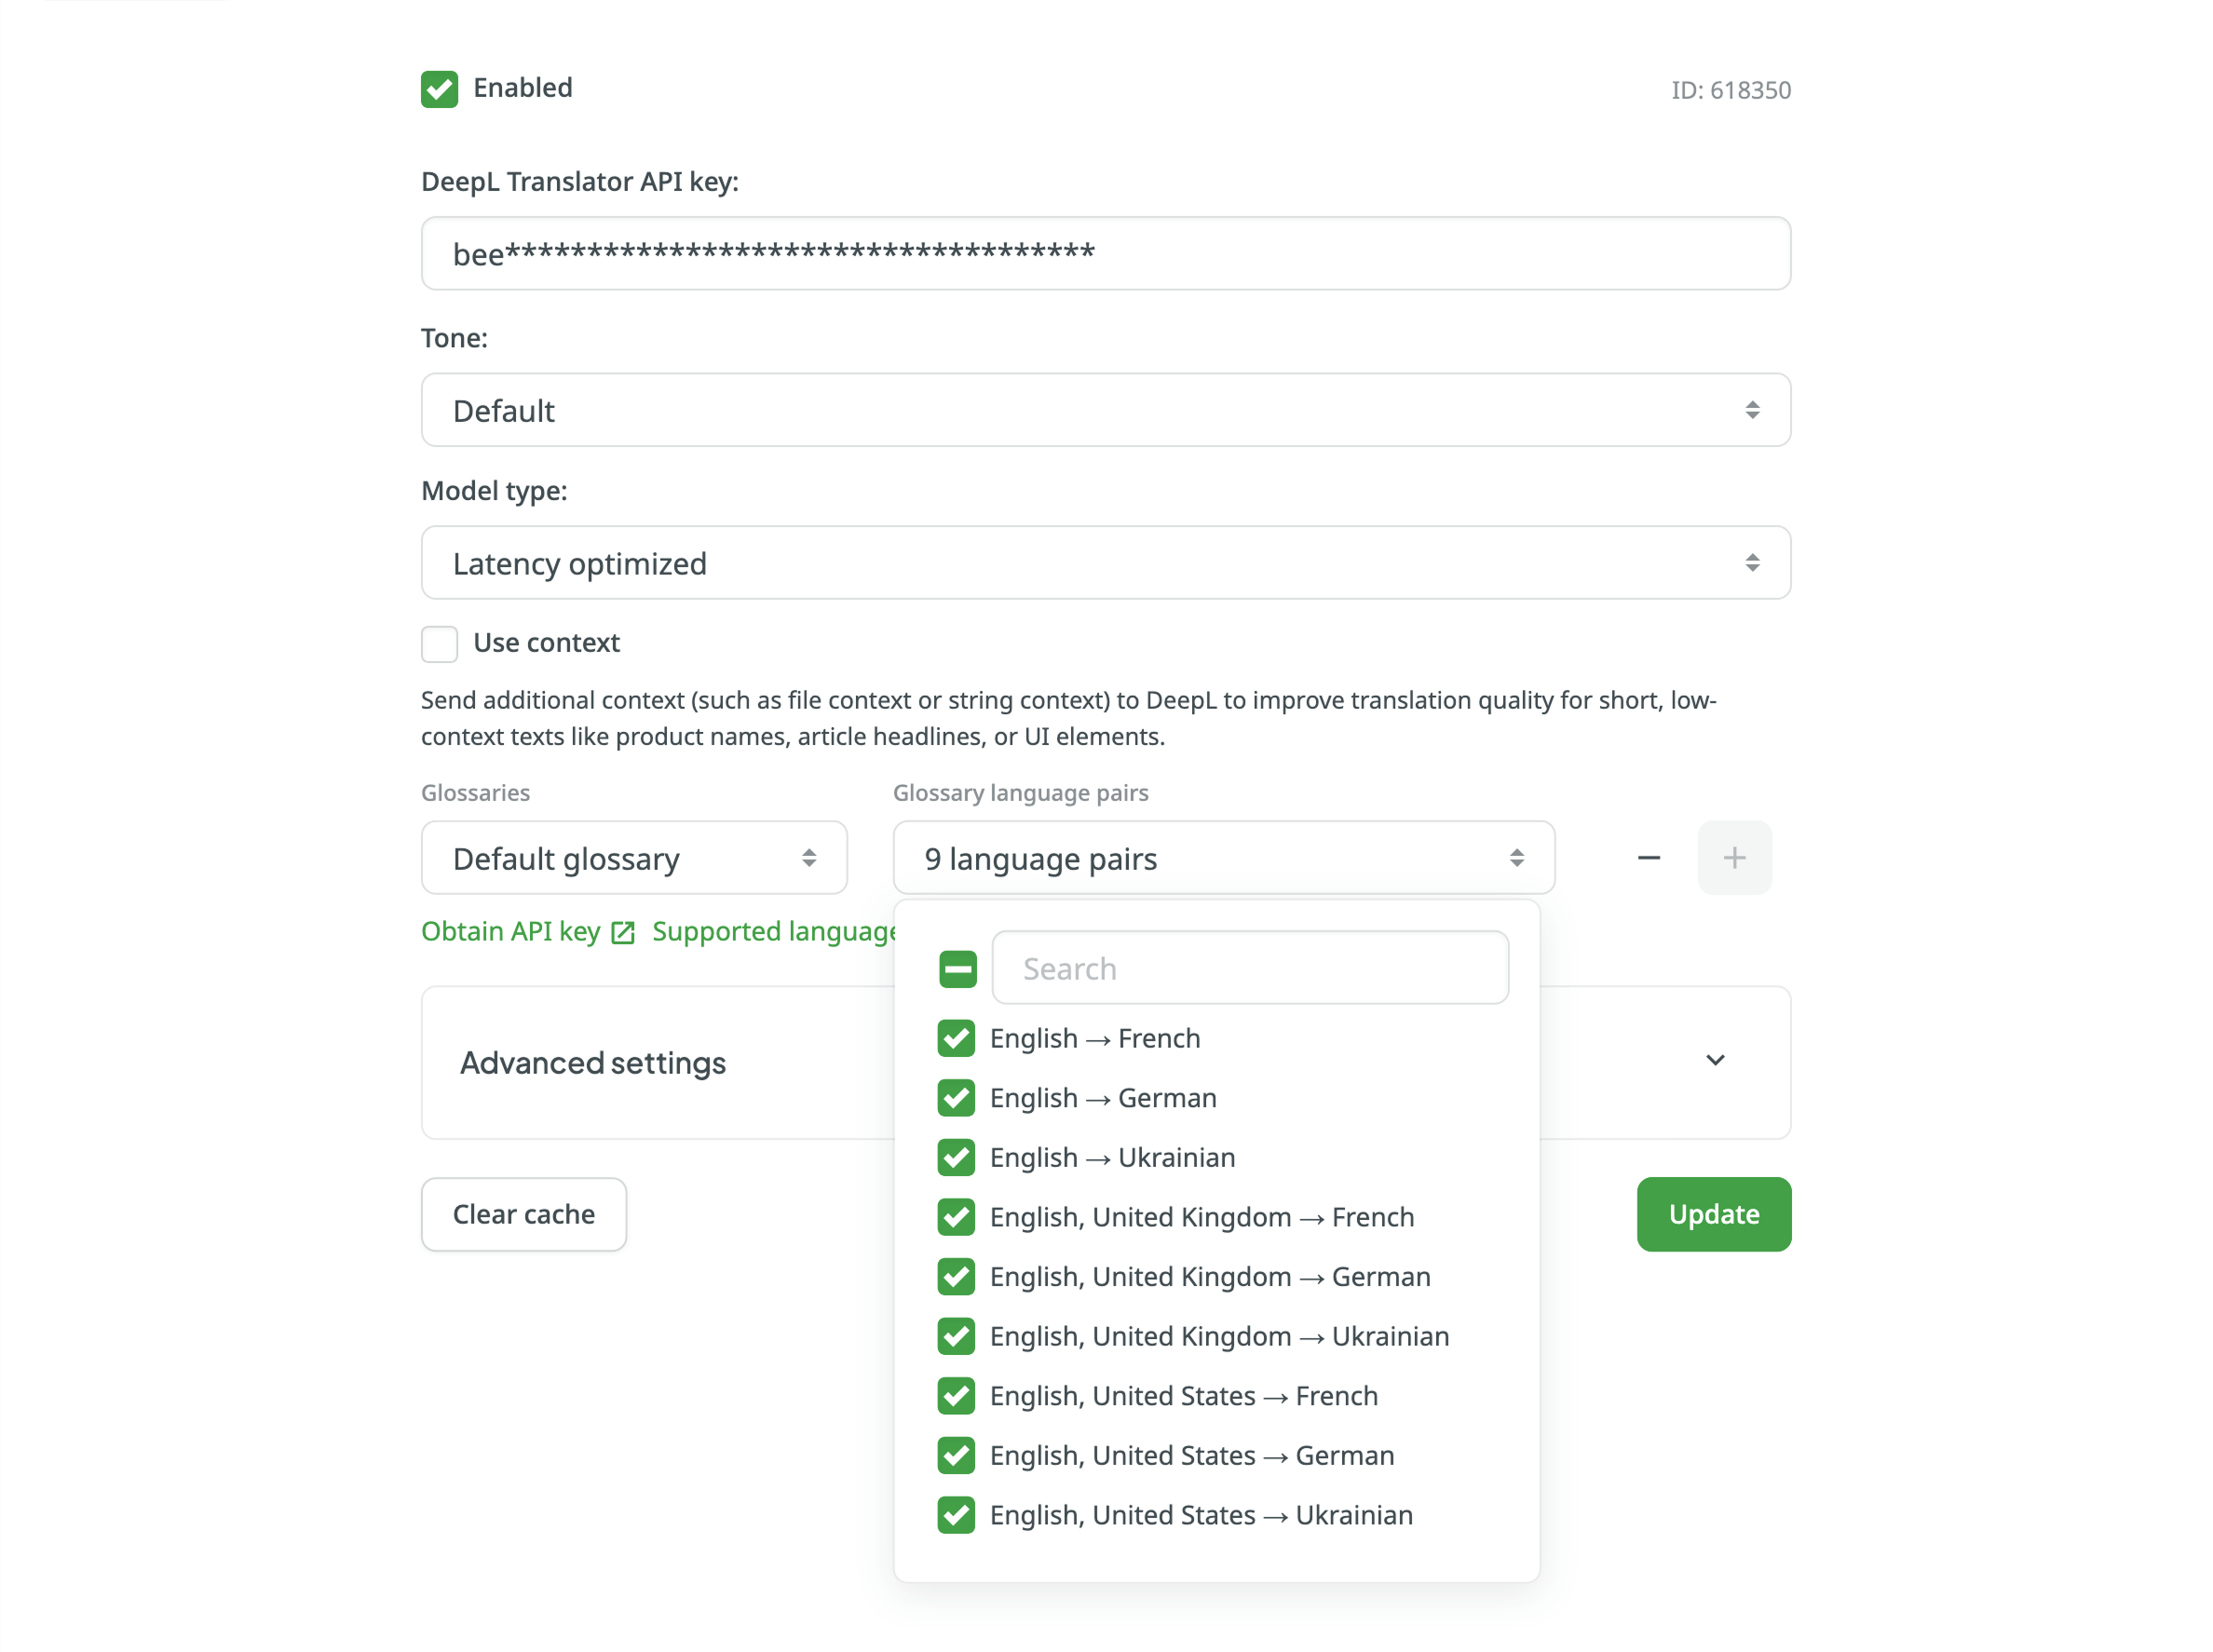 Enabled
ID: 618350
DeepL Translator API key:
bee************************************
Tone:
Default
Model type:
Latency optimized
Use context
Send additional context (such as file context or string context) to DeepL to improve translation quality for short, low-
context texts like product names, article headlines, or UI elements.
Glossaries
Glossary language pairs
Default glossary
9 language pairs
Obtain API key
Supported language
Search
English → French
English → German
English → Ukrainian
English, United Kingdom → French
English, United Kingdom → German
English, United Kingdom → Ukrainian
English, United States → French
English, United States → German
English, United States → Ukrainian
Advanced settings
Clear cache
Update